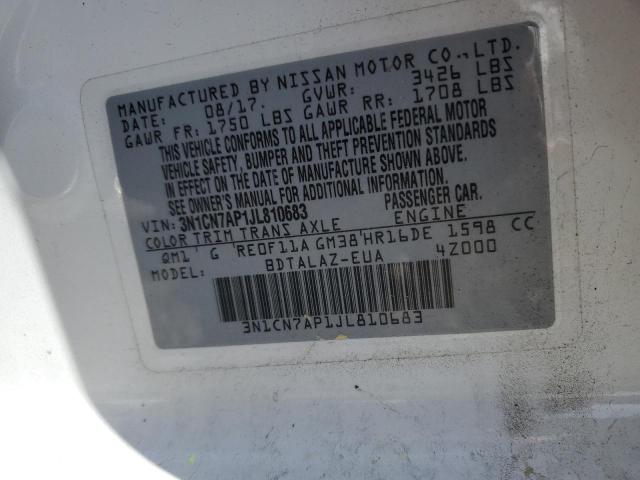 MANUFACTURED BY NISSAN MOTOR CO., LTD.
DATE: 08/17. GVWR: 3426 LBS
GAWR FR: 1750 LBS GAWR RR: 1708 LBS
THIS VEHICLE CONFORMS TO ALL APPLICABLE FEDERAL MOTOR
VEHICLE SAFETY, BUMPER AND THEFT PREVENTION STANDARDS
IN EFFECT ON THE DATE OF MANUFACTURE SHOWN ABOVE.
SEE OWNER'S MANUAL FOR ADDITIONAL INFORMATION.
VIN: 3N1CN7AP1JL810683 PASSENGER CAR.
COLOR TRIM TRANS AXLE ENGINE
QM1 ' G 'RE0F11A GM38'HR16DE 1598 CC
MODEL: BDTALAZ-EUA 4Z000
3N1CN7AP1JL810683